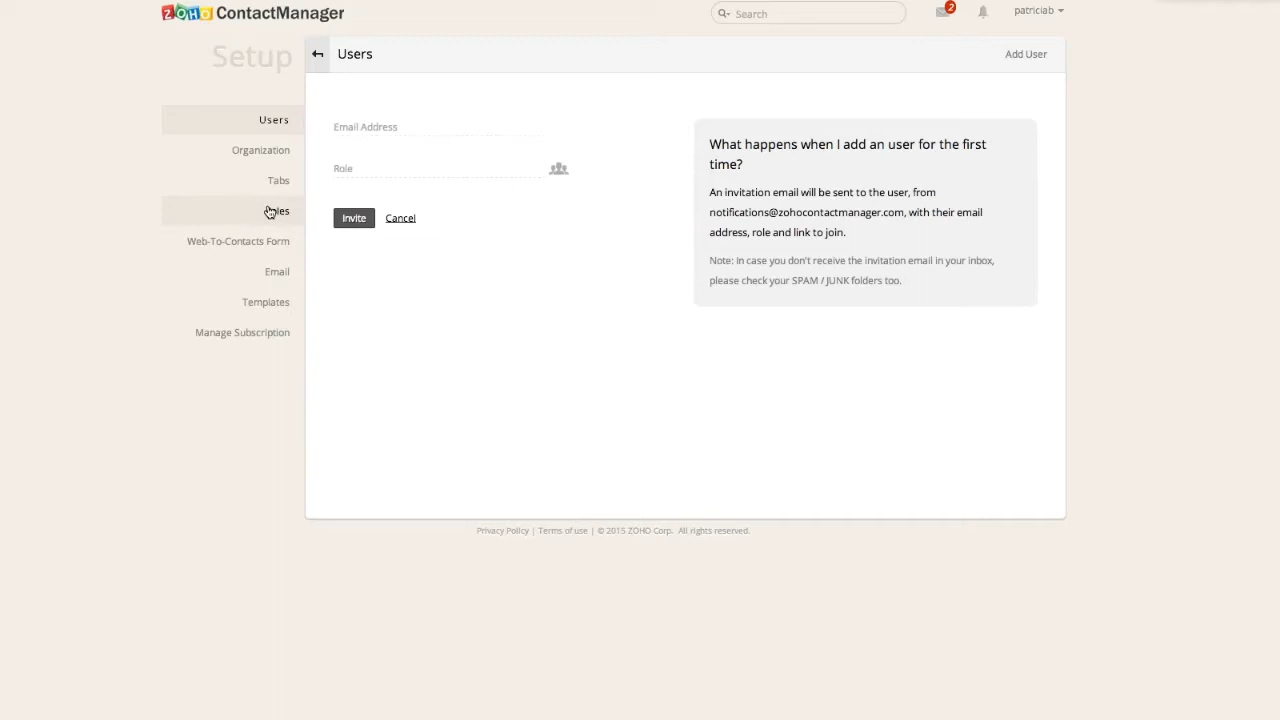 ZOHO ContactManager
Search
2
patriciab
Setup
Users
Add User
Users
Organization
Tabs
Web-To-Contacts Form
Email
Templates
Manage Subscription
Email Address
Role
Invite
Cancel
What happens when I add an user for the first
time?
An invitation email will be sent to the user, from
notifications@zohocontactmanager.com, with their email
address, role and link to join.
Note: In case you don't receive the invitation email in your inbox,
please check your SPAM / JUNK folders too.
Privacy Policy | Terms of use | © 2015 ZOHO Corp. All rights reserved.